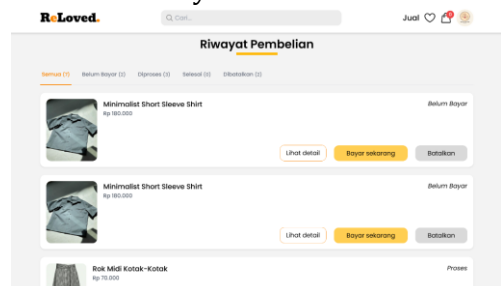 ReLoved.
Cari...
Jual
Riwayat Pembelian
Semua (7) Belum Bayar (2) Diproses (3) Selesai (0) Dibatalkan (2)
Minimalist Short Sleeve Shirt
Belum Bayar
Rp 180.000
Lihat detail
Bayar sekarang
Batalkan
Minimalist Short Sleeve Shirt
Belum Bayar
Rp 180.000
Lihat detail
Bayar sekarang
Batalkan
Rok Midi Kotak-Kotak
Proses
Rp 70.000